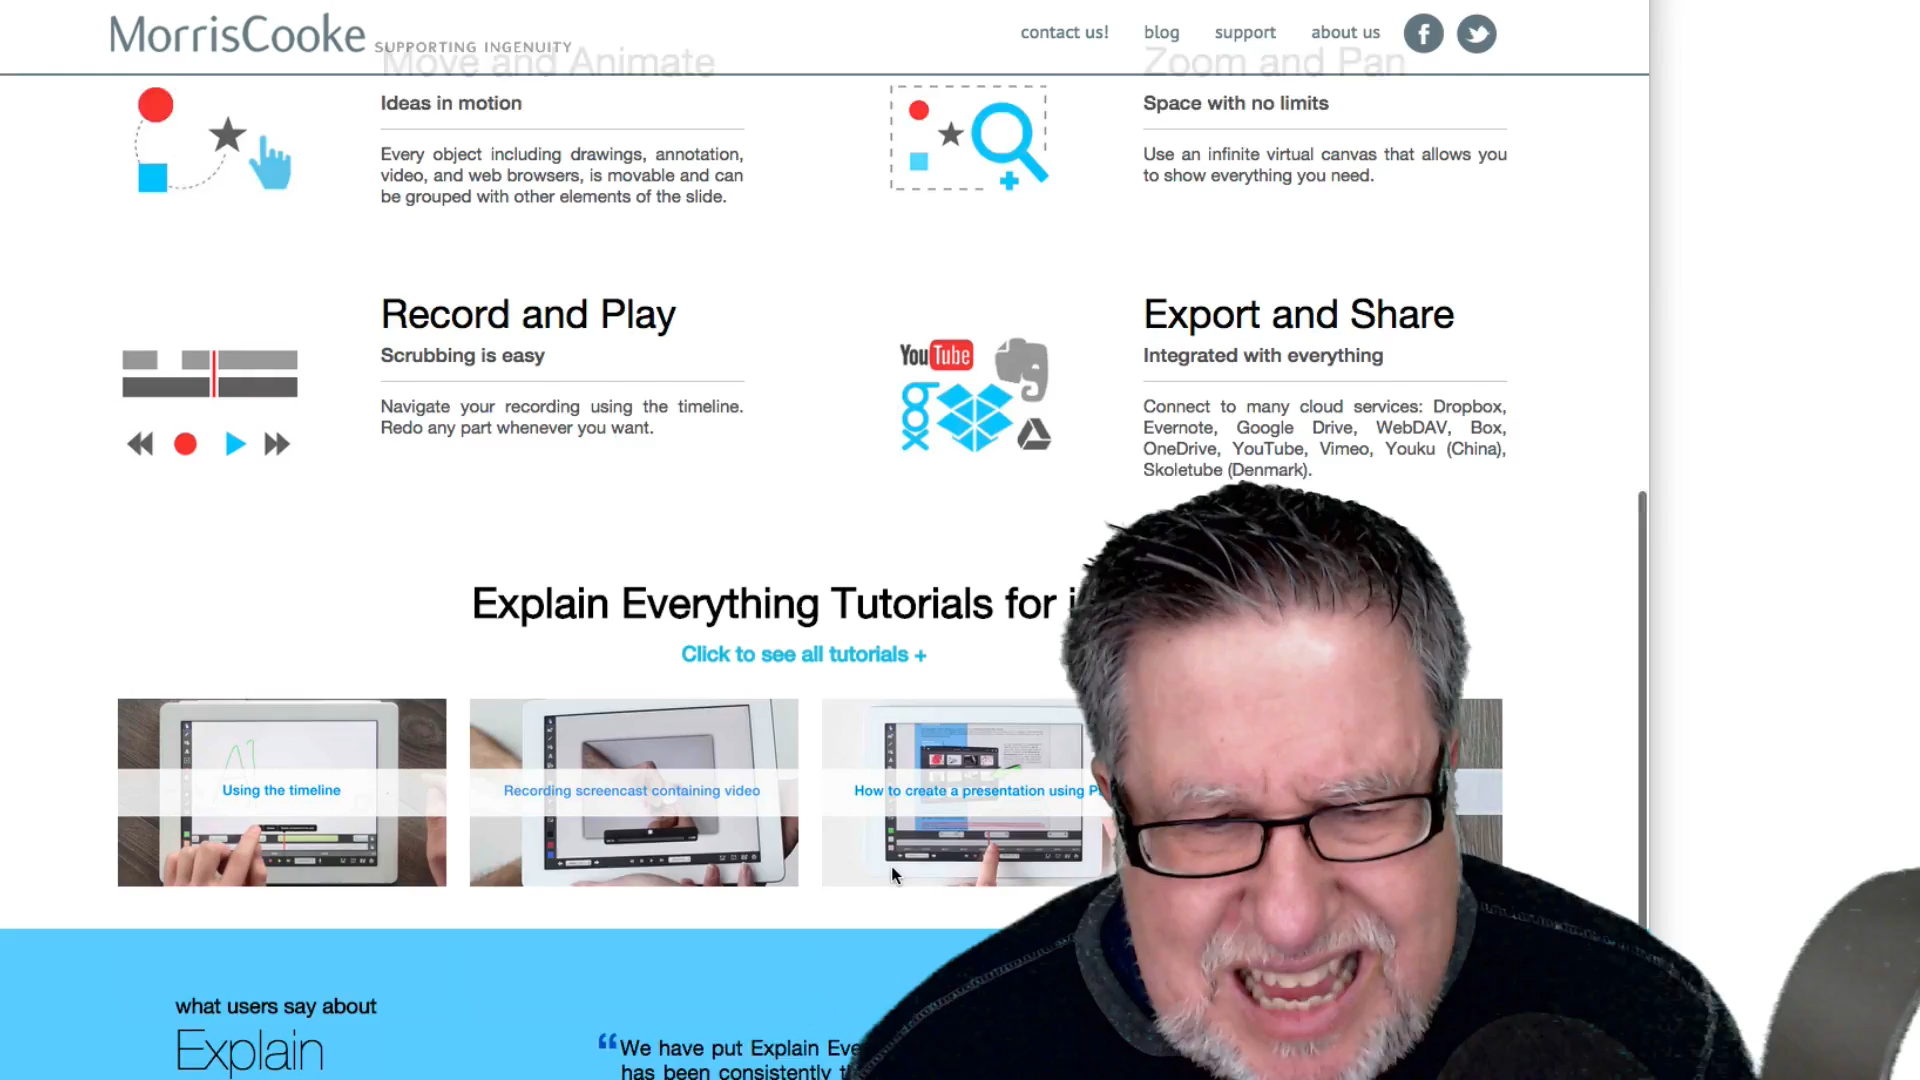 MorrisCooke SUPPORTING INGENUITY
contact us!
blog
support
about us
Move and Animate
Ideas in motion
Every object including drawings, annotation,
video, and web browsers, is movable and can
be grouped with other elements of the slide.
Zoom and Pan
Space with no limits
Use an infinite virtual canvas that allows you
to show everything you need.
Record and Play
Scrubbing is easy
Navigate your recording using the timeline.
Redo any part whenever you want.
YouTube
box
Export and Share
Integrated with everything
Connect to many cloud services: Dropbox,
Evernote, Google Drive, WebDAV, Box,
OneDrive, YouTube, Vimeo, Youku (China),
Skoletube (Denmark).
Explain Everything Tutorials for
Click to see all tutorials +
Using the timeline
Recording screencast containing video
How to create a presentation using
what users say about
Explain
“We have put Explain
has been consistently